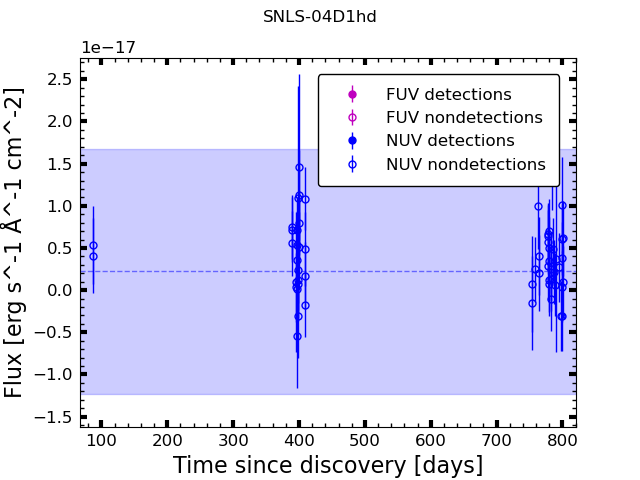 SNLS-04D1hd
1e−17
FUV detections
FUV nondetections
NUV detections
NUV nondetections
2.5
2.0
1.5
1.0
0.5
0.0
−0.5
−1.0
−1.5
Flux [erg s^-1 Å^-1 cm^-2]
100 200 300 400 500 600 700 800
Time since discovery [days]